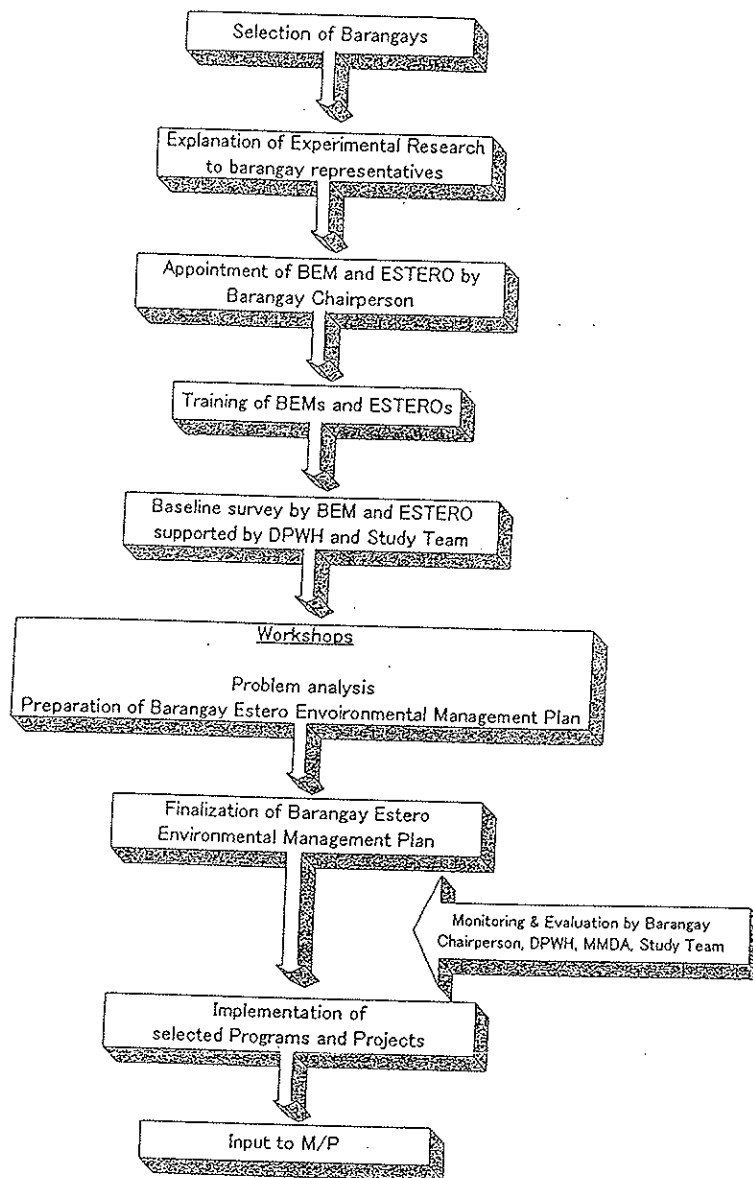 Selection of Barangays
Explanation of Experimental Research
to barangay representatives
Appointment of BEM and ESTERO by
Barangay Chairperson
Training of BEMs and ESTEROs
Baseline survey by BEM and ESTERO
supported by DPWH and Study Team
Workshops
Problem analysis
Preparation of Barangay Estero Envoironmental Management Plan
Finalization of Barangay Estero
Environmental Management Plan
Monitoring & Evaluation by Barangay
Chairperson, DPWH, MMDA, Study Team
Implementation of
selected Programs and Projects
Input to M/P